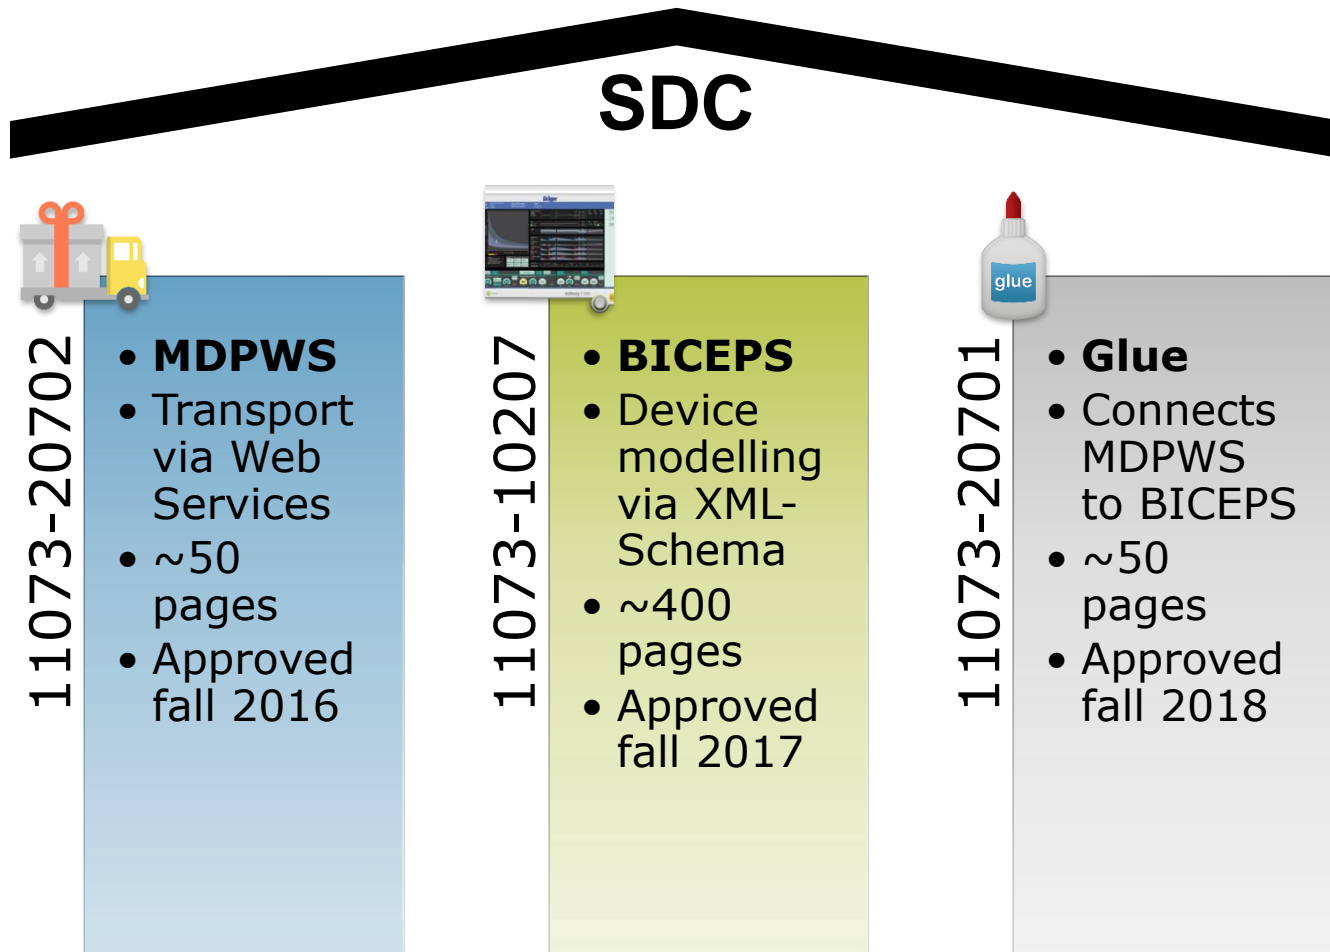 SDC
11073-20702
• MDPWS
• Transport
via Web
Services
• ~50
pages
• Approved
fall 2016
Dräger
11073-10207
• BICEPS
• Device
modelling
via XML-
Schema
• ~400
pages
• Approved
fall 2017
glue
11073-20701
• Glue
• Connects
MDPWS
to BICEPS
• ~50
pages
• Approved
fall 2018